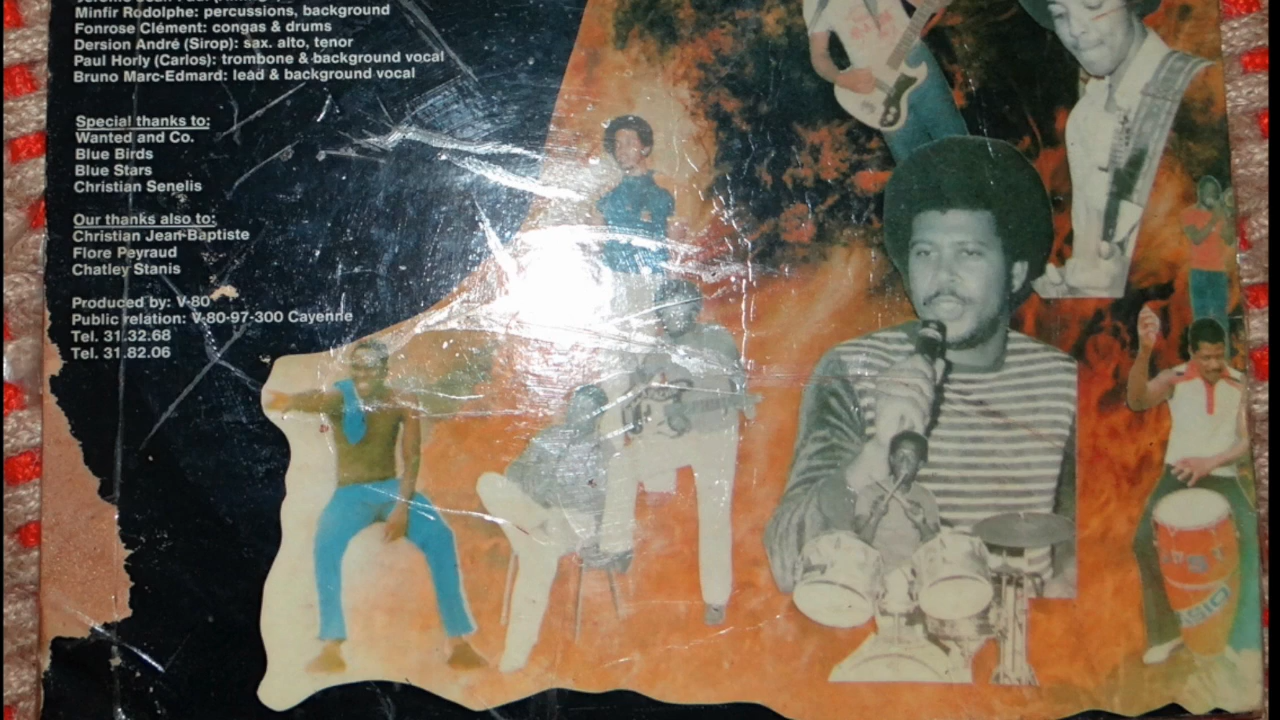 Minfir Rodolphe: percussions, background
Fonrose Clément: congas & drums
Dersion André (Sirop): sax. alto, tenor
Paul Horly (Carlos): trombone & background vocal
Bruno Marc-Edmard: lead & background vocal
Special thanks to:
Wanted and Co.
Blue Birds
Blue Stars
Christian Senelis
Our thanks also to:
Christian Jean-Baptiste
Flore Peyraud
Chatley Stanis
Produced by: V-80
Public relation: V-80-97-300 Cayenne
Tel. 31.32.68
Tel. 31.82.06